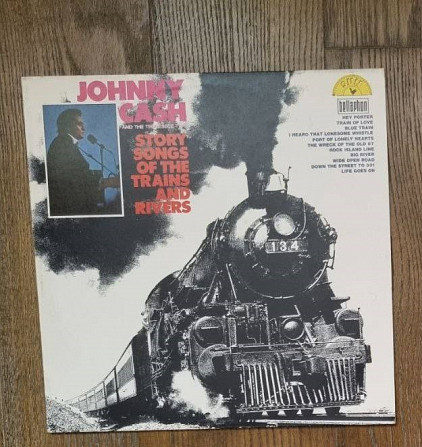 JOHNNY
CASH
AND THE TENNESSEE TWO
STORY
SONGS
OF THE
TRAINS
AND
RIVERS
SUN
bellaphon
HEY PORTER
TRAIN OF LOVE
BLUE TRAIN
I HEARD THAT LONESOME WHISTLE
PORT OF LONELY HEARTS
THE WRECK OF THE OLD 97
ROCK ISLAND LINE
BIG RIVER
WIDE OPEN ROAD
DOWN THE STREET TO 301
LIFE GOES ON
134